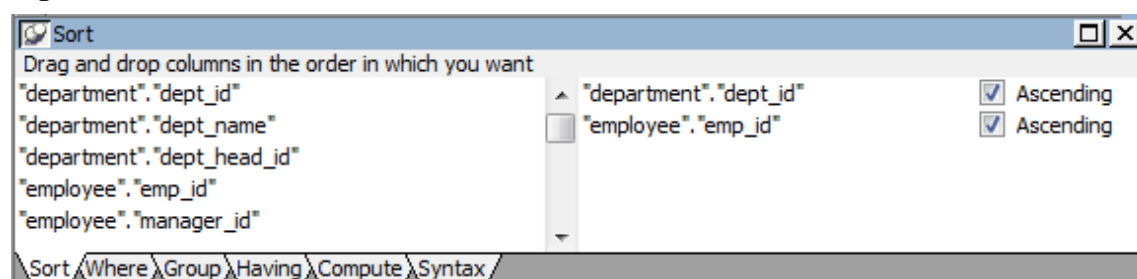 Sort
Drag and drop columns in the order in which you want
"department"."dept_id"
"department"."dept_name"
"department"."dept_head_id"
"employee"."emp_id"
"employee"."manager_id"
"department"."dept_id" Ascending
"employee"."emp_id" Ascending
Sort Where Group Having Compute Syntax